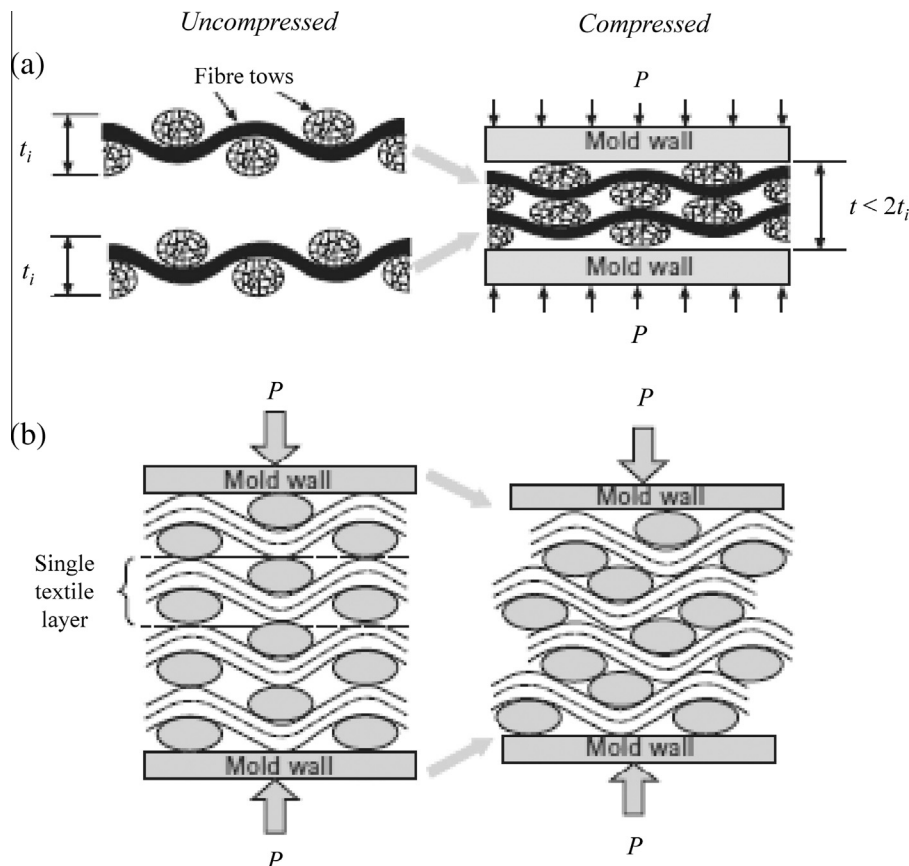 Uncompressed
Compressed
(a)
Fibre tows
P
Mold wall
t_i
t < 2t_i
t_i
Mold wall
P
P
P
(b)
Mold wall
Mold wall
Single
textile
layer
Mold wall
Mold wall
P
P